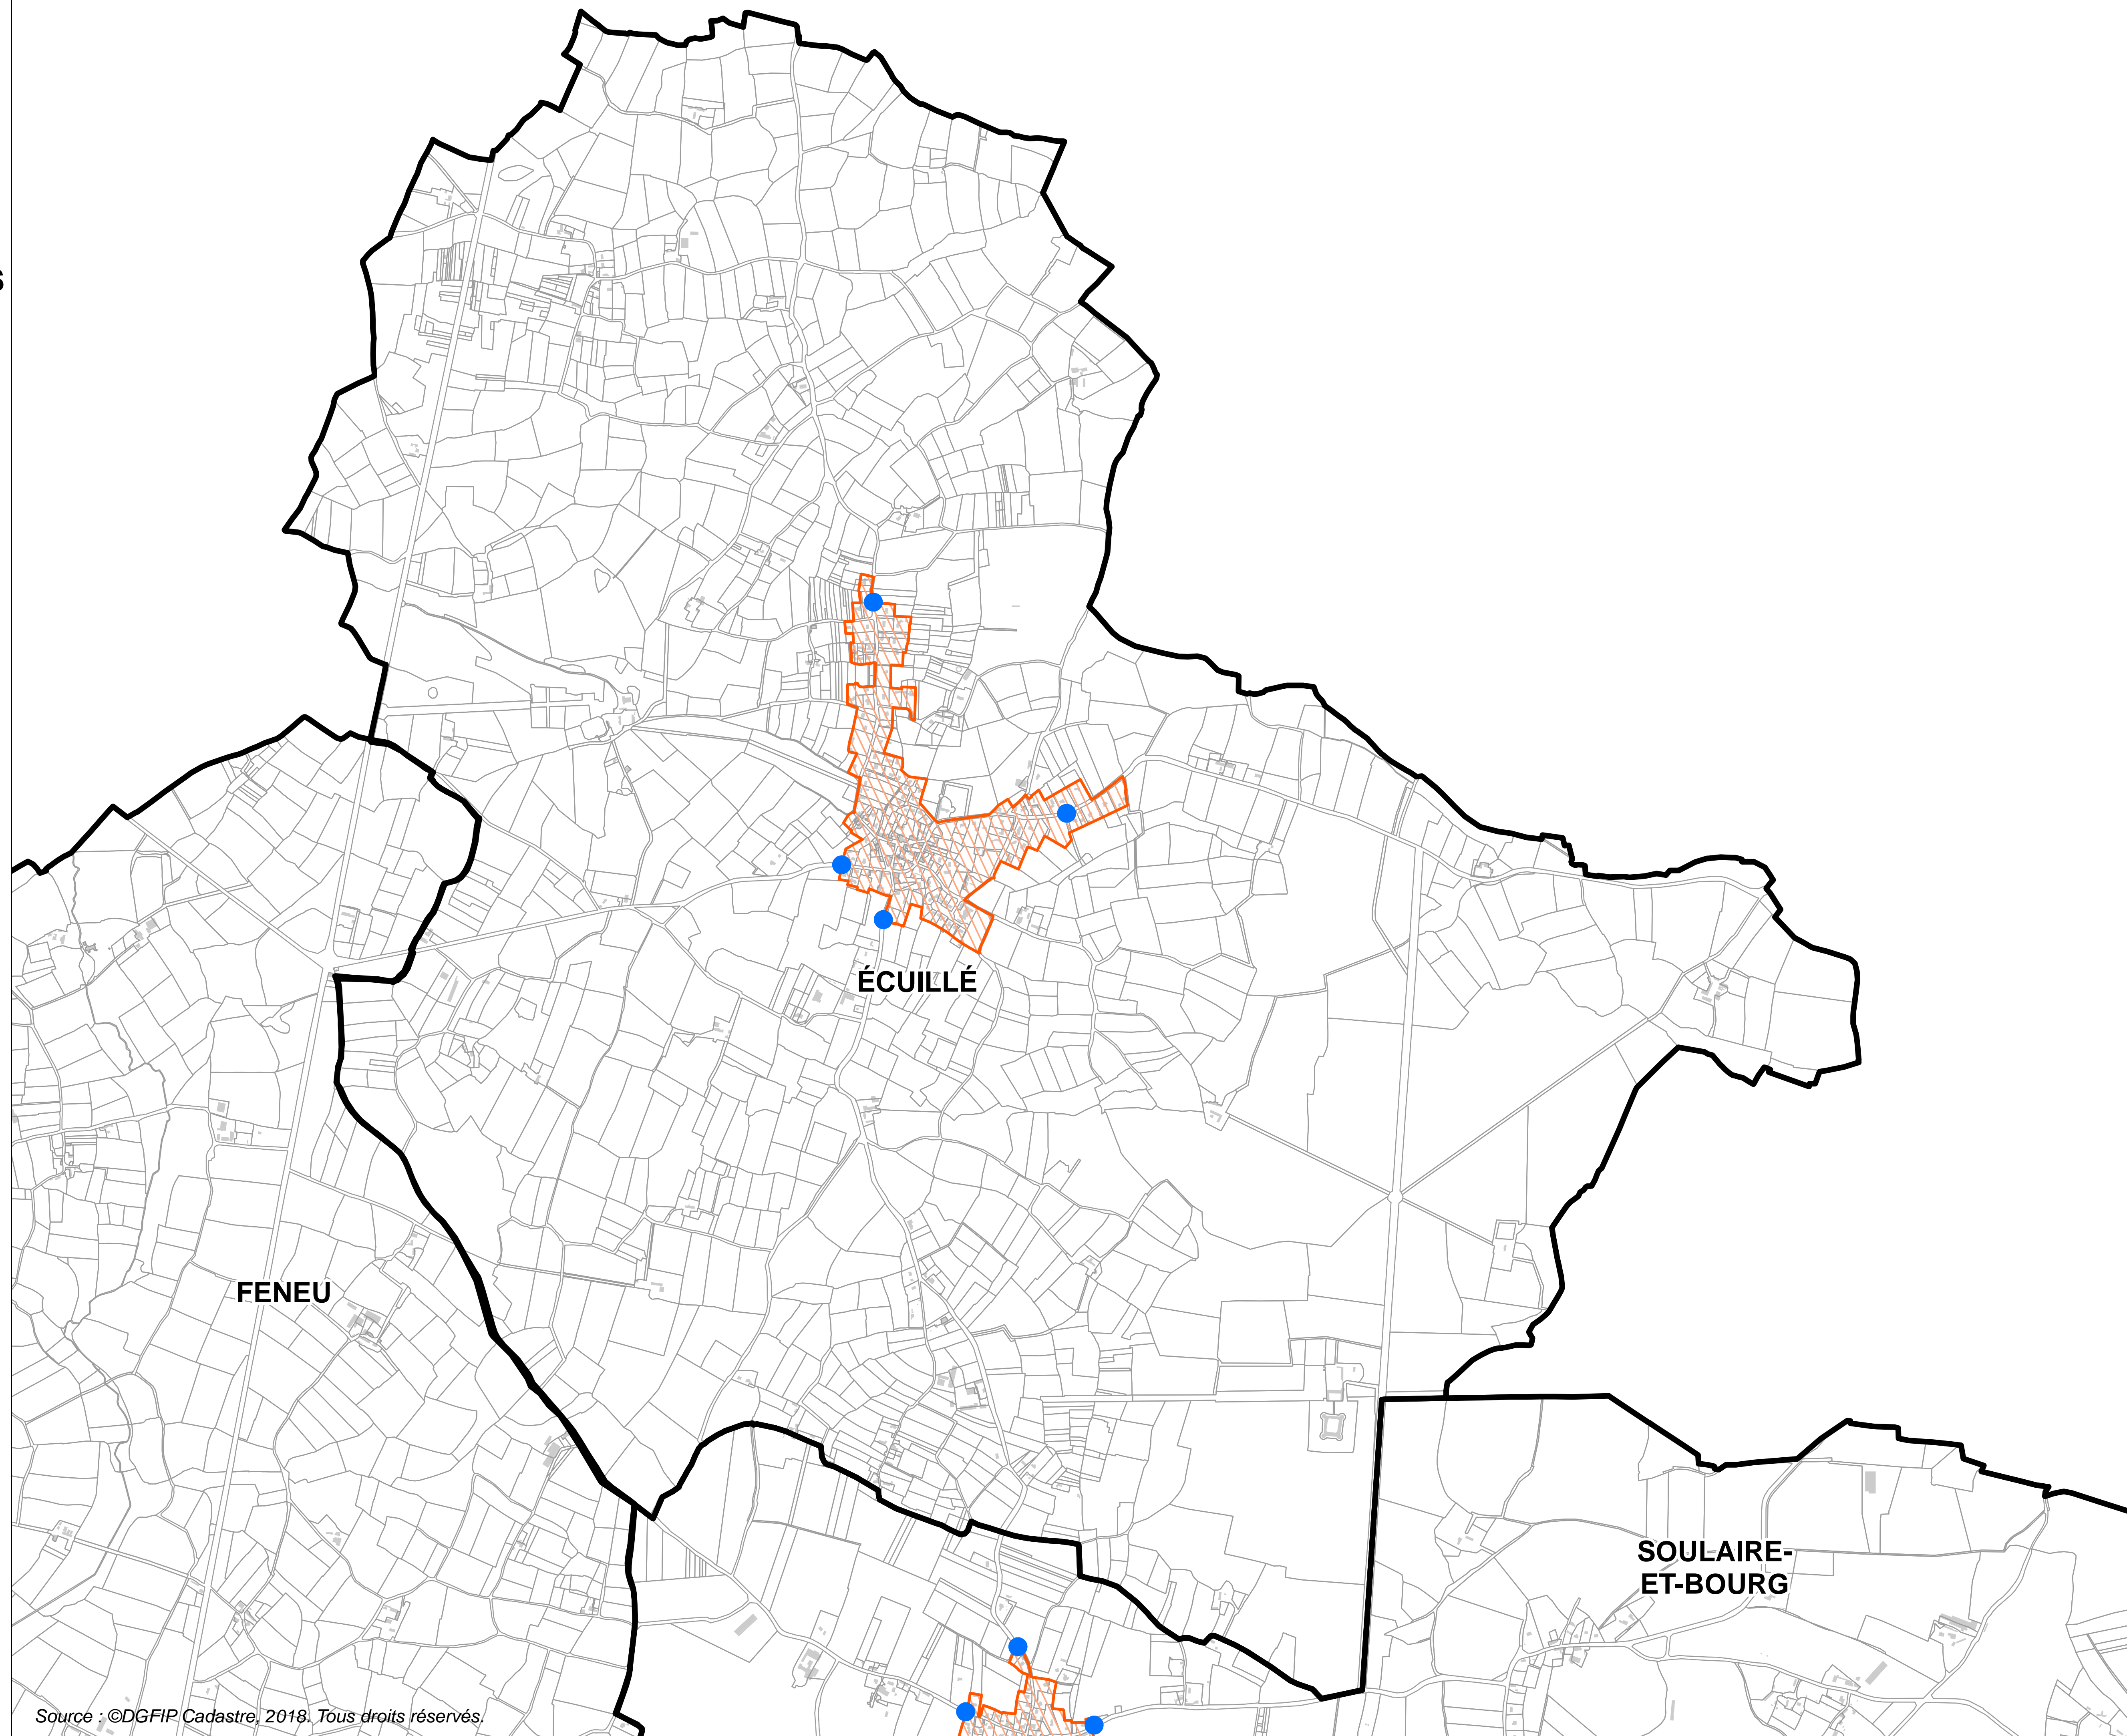 ÉCUILLÉ
FENEU
SOULAIRE-
ET-BOURG
Source : ©DGFIP Cadastre, 2018. Tous droits réservés.